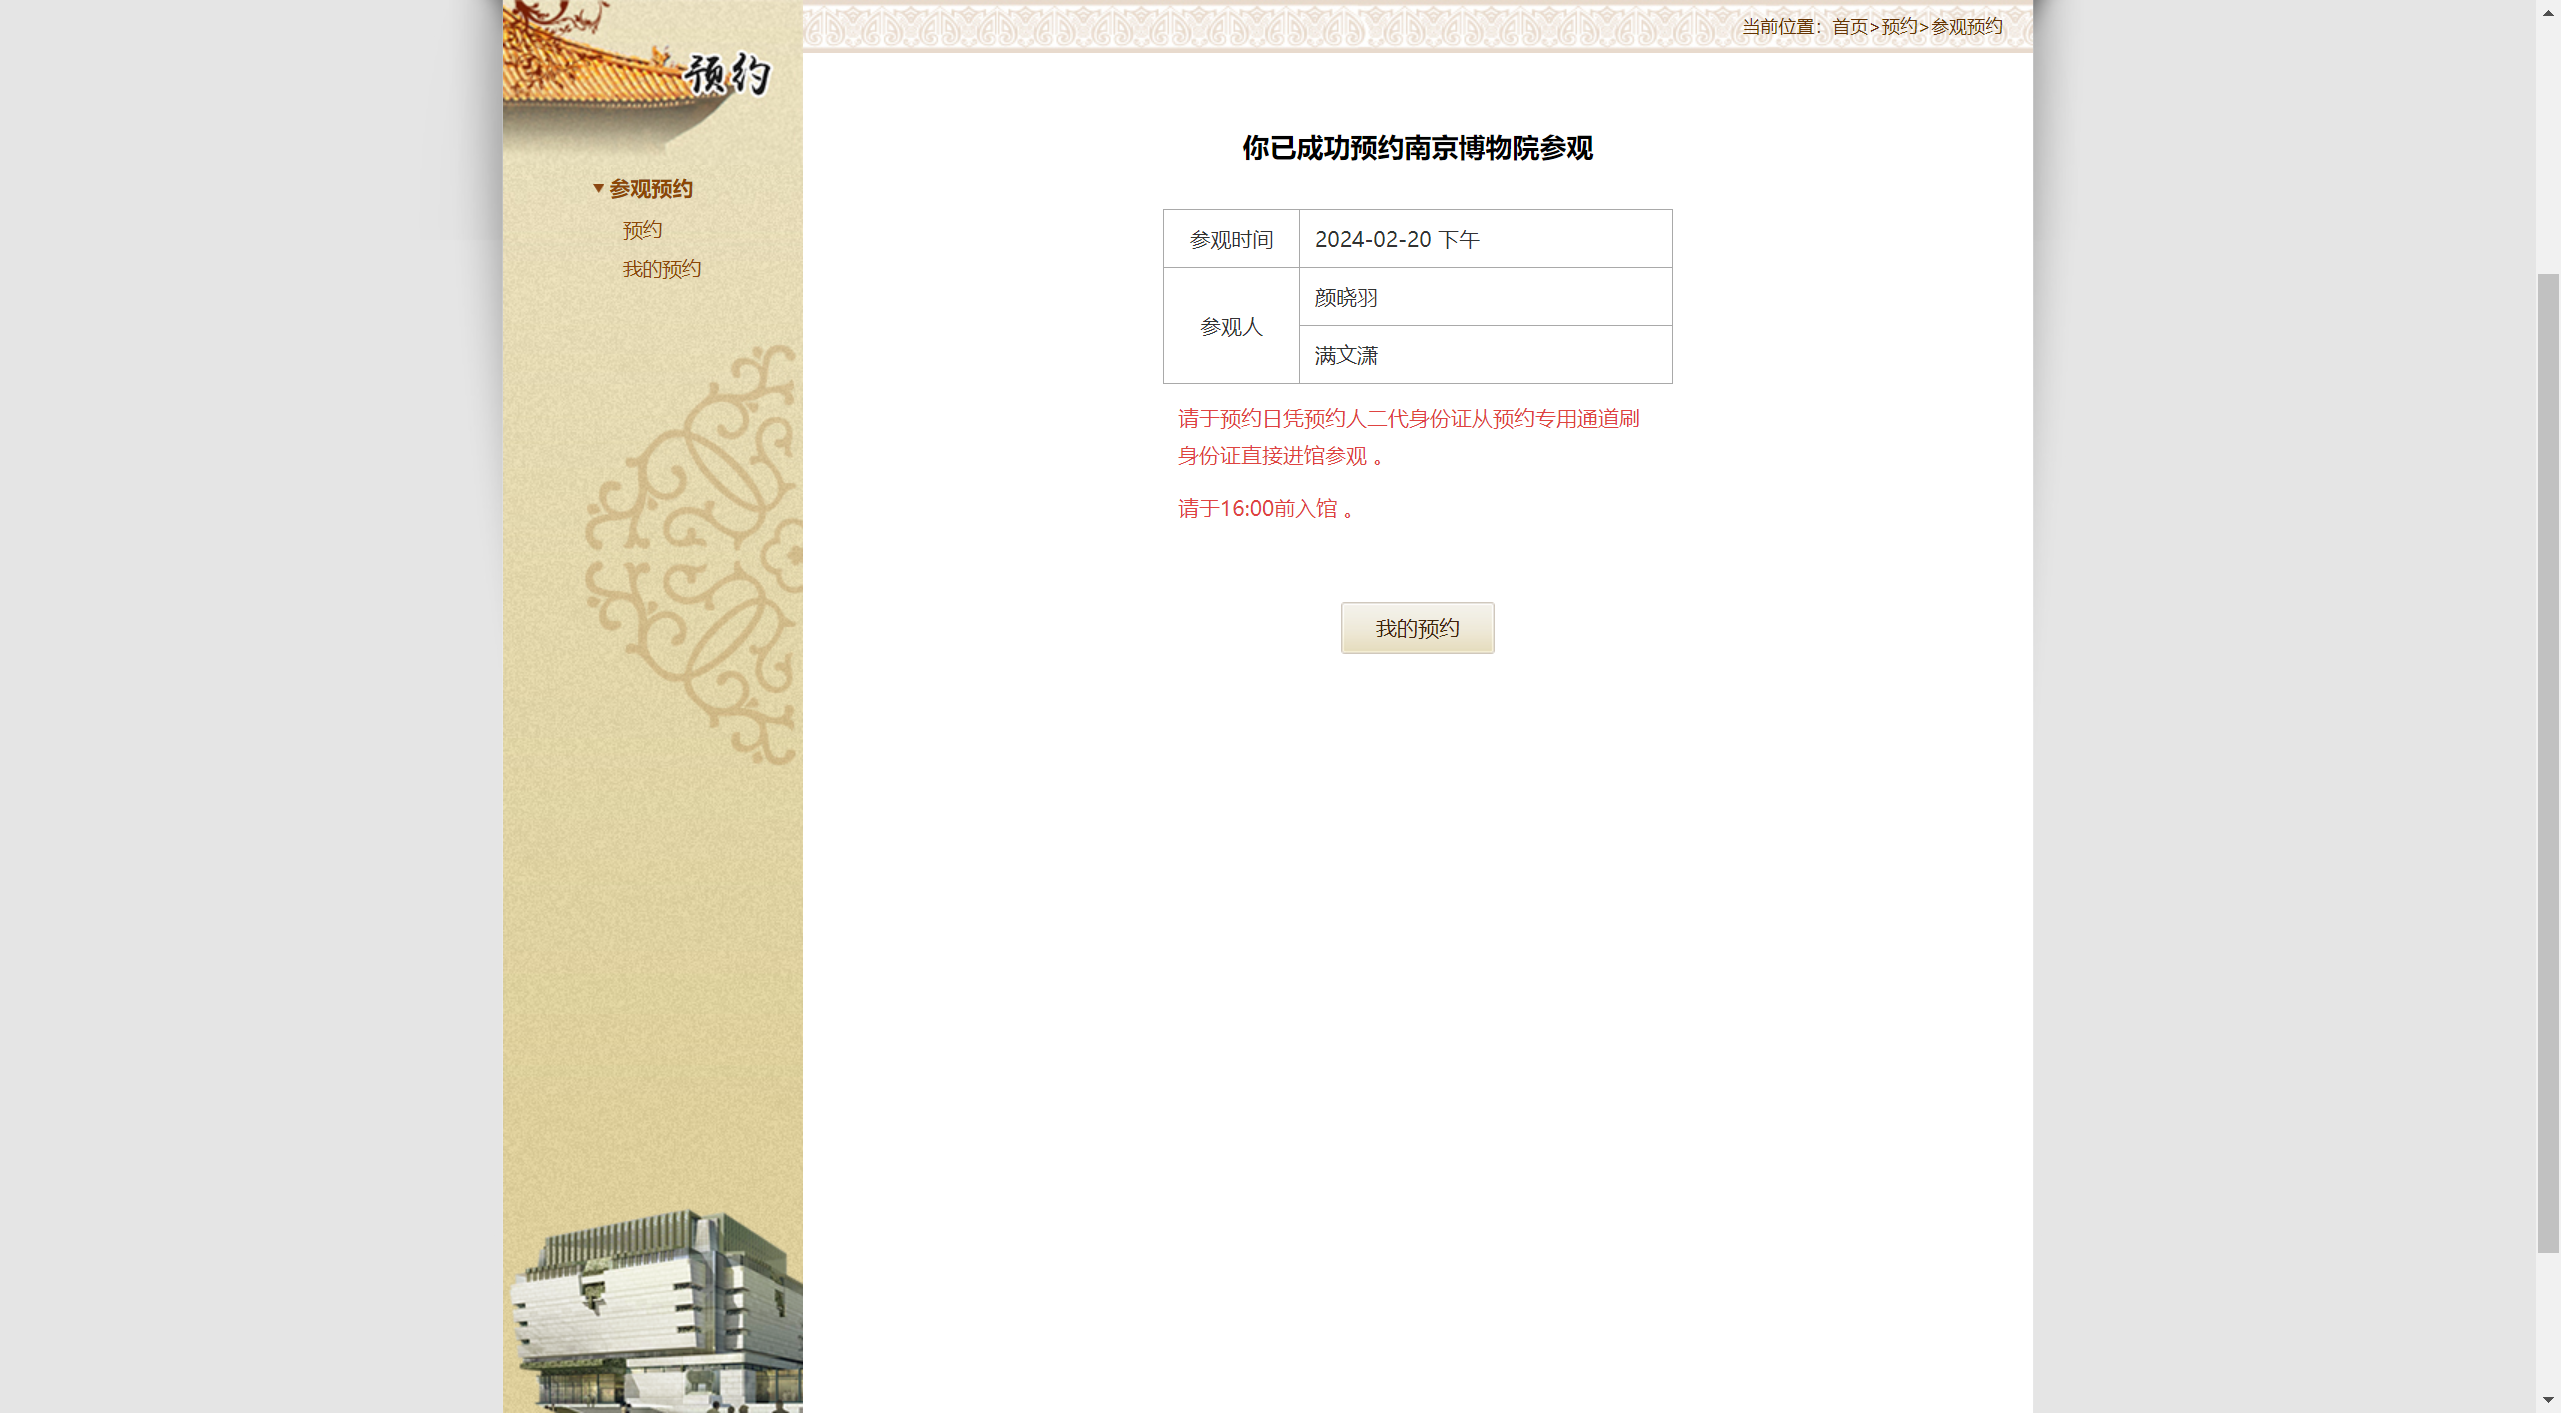 当前位置：首页>预约>参观预约
预约
参观预约
预约
我的预约
你已成功预约南京博物院参观
参观时间 2024-02-20 下午
参观人
颜晓羽
满文潇
请于预约日凭预约人二代身份证从预约专用通道刷
身份证直接进馆参观 。
请于16:00前入馆 。
我的预约